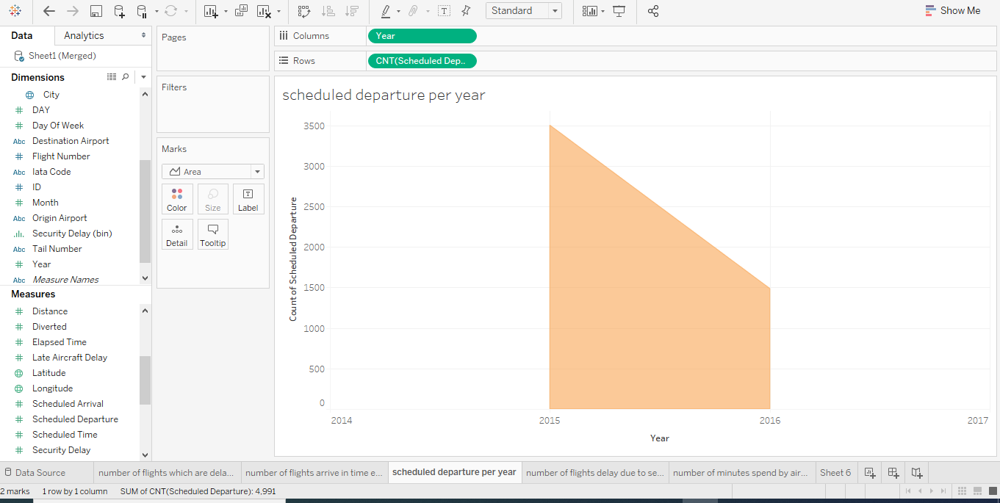 Standard
Show Me
Data
Analytics
Sheet1 (Merged)
Dimensions
City
DAY
Day Of Week
Abc Destination Airport
Flight Number
Abc Iata Code
ID
Month
Abc Origin Airport
Security Delay (bin)
Abc Tail Number
Year
Abc Measure Names
Measures
Distance
Diverted
Elapsed Time
Late Aircraft Delay
Latitude
Longitude
Scheduled Arrival
Scheduled Departure
Scheduled Time
Security Delay
Pages
Filters
Marks
Area
Color
Size
T
Label
Detail
Tooltip
Columns
Year
Rows
CNT(Scheduled Dep..
scheduled departure per year
3500
3000
2500
2000
1500
1000
500
0
Count of Scheduled Departure
2014
2015
2016
2017
Year
Data Source
number of flights which are dela...
number of flights arrive in time e...
scheduled departure per year
number of flights delay due to se...
number of minutes spend by air...
Sheet 6
2 marks
1 row by 1 column
SUM of CNT(Scheduled Departure): 4,991